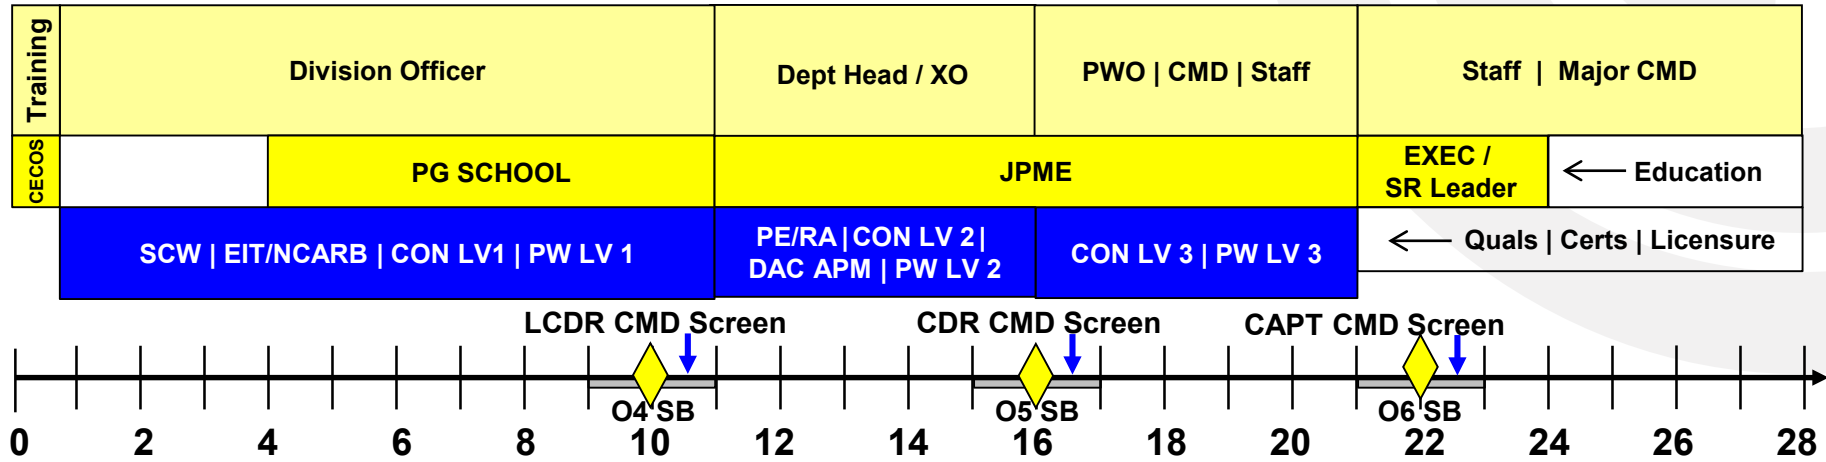 Training
Division Officer
Dept Head / XO
PWO | CMD | Staff
Staff | Major CMD
CECOS
PG SCHOOL
JPME
EXEC /
SR Leader
Education
SCW | EIT/NCARB | CON LV1 | PW LV 1
PE/RA | CON LV 2 |
DAC APM | PW LV 2
CON LV 3 | PW LV 3
Quals | Certs | Licensure
LCDR CMD Screen
CDR CMD Screen
CAPT CMD Screen
O4 SB
O5 SB
O6 SB
0 2 4 6 8 10 12 14 16 18 20 22 24 26 28